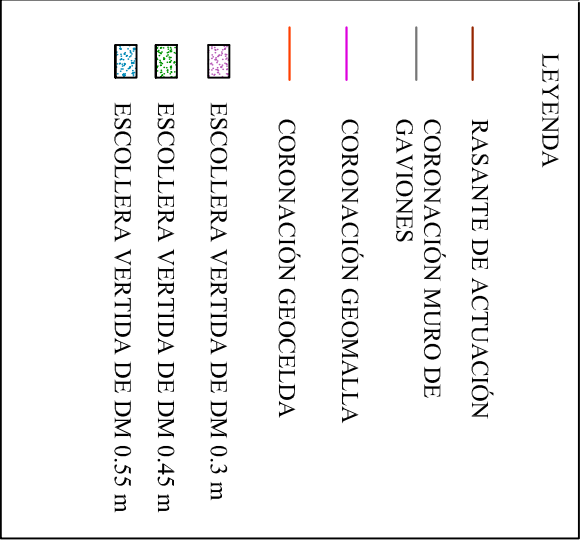 LEYENDA
RASANTE DE ACTUACIÓN
CORONACIÓN MURO DE
GAVIONES
CORONACIÓN GEOMALLA
CORONACIÓN GEOCELDA
ESCOLLERA VERTIDA DE DM 0.3 m
ESCOLLERA VERTIDA DE DM 0.45 m
ESCOLLERA VERTIDA DE DM 0.55 m